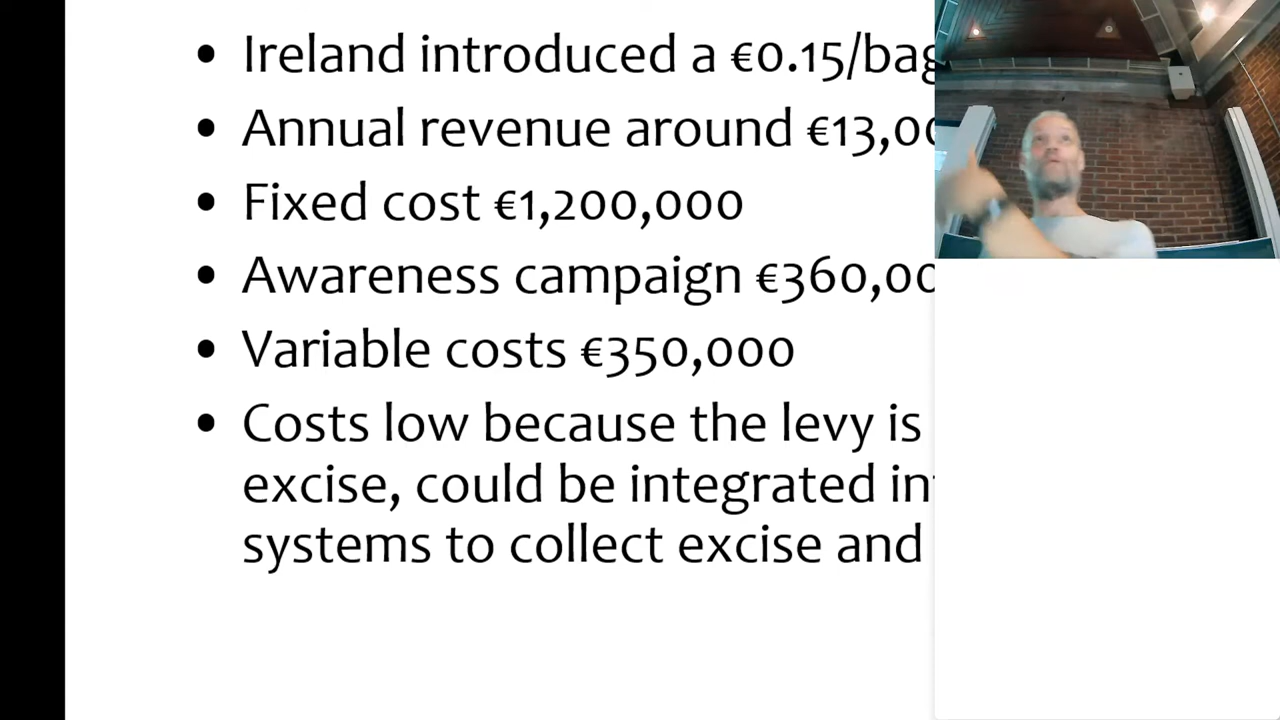 • Ireland introduced a €0.15/bag
• Annual revenue around €13,00
• Fixed cost €1,200,000
• Awareness campaign €360,00
• Variable costs €350,000
• Costs low because the levy is
excise, could be integrated in
systems to collect excise and